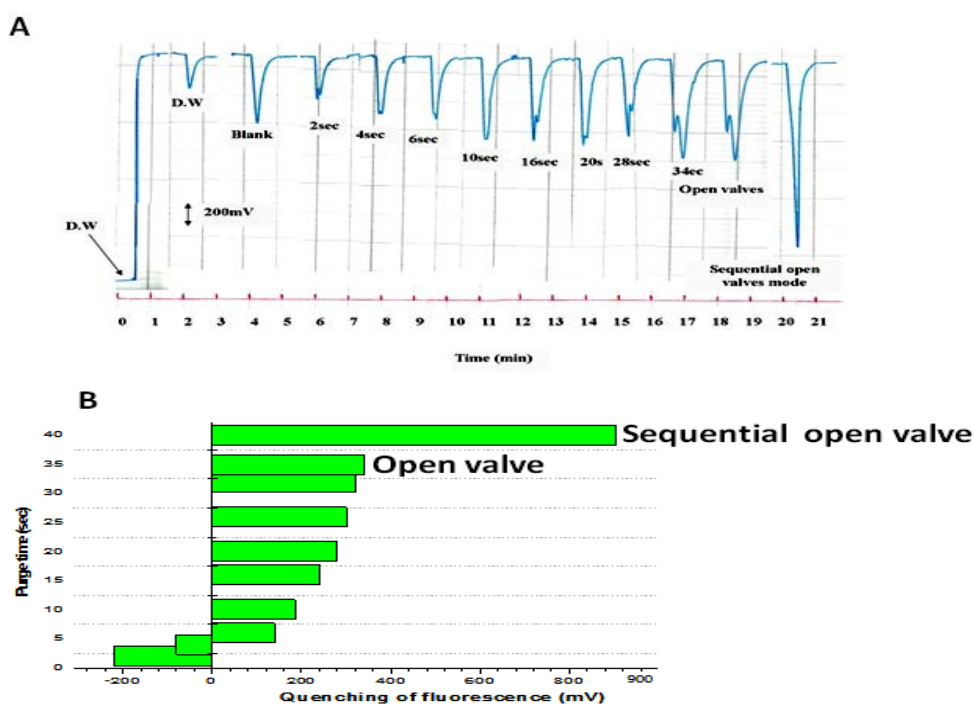 A
D.W
Blank
2sec
4sec
6sec
10sec
16sec
20s
28sec
34ec
Open valves
200mV
D.W
Sequential open
valves mode
0 1 2 3 4 5 6 7 8 9 10 11 12 13 14 15 16 17 18 19 20 21
Time (min)
B
40
35
30
25
20
15
10
5
0
Sequential open valve
Open valve
Purge time (sec)
-200 0 200 400 600 800 900
Quenching of fluorescence (mV)